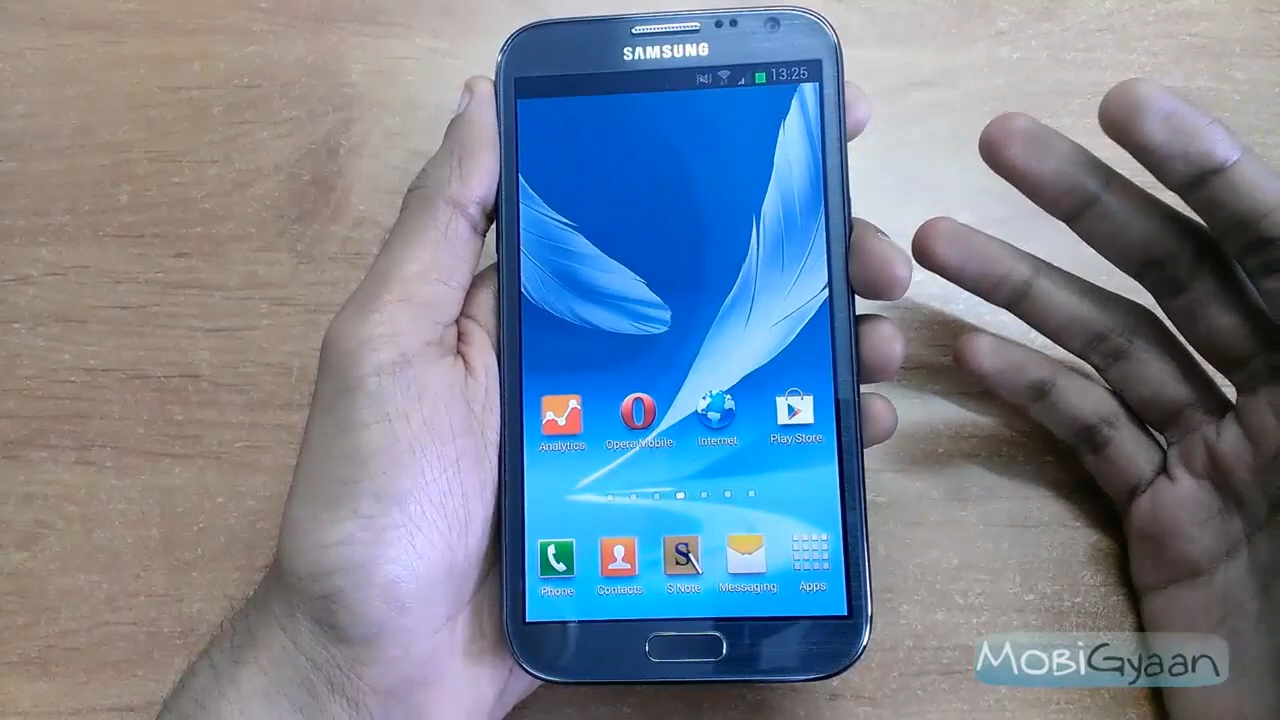 SAMSUNG
13:25
Analytics
Opera Mobile
Internet
Play Store
S
Phone
Contacts
S Note
Messaging
Apps
MobiGyaan